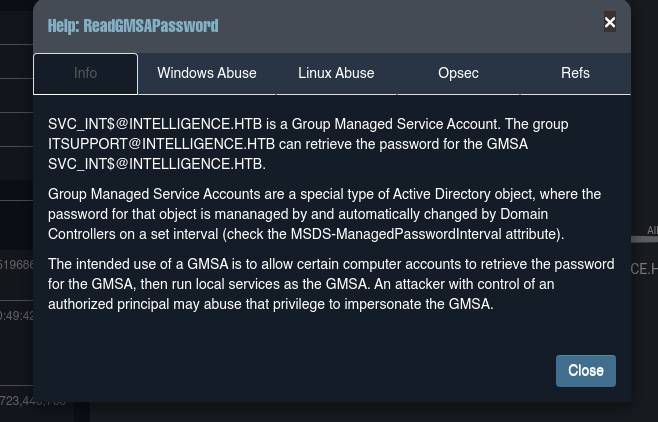 Help: ReadGMSAPassword
×
Info Windows Abuse Linux Abuse Opsec Refs
SVC_INT$@INTELLIGENCE.HTB is a Group Managed Service Account. The group
ITSUPPORT@INTELLIGENCE.HTB can retrieve the password for the GMSA
SVC_INT$@INTELLIGENCE.HTB.
Group Managed Service Accounts are a special type of Active Directory object, where the
password for that object is mananaged by and automatically changed by Domain
Controllers on a set interval (check the MSDS-ManagedPasswordInterval attribute).
The intended use of a GMSA is to allow certain computer accounts to retrieve the password
for the GMSA, then run local services as the GMSA. An attacker with control of an
authorized principal may abuse that privilege to impersonate the GMSA.
Close